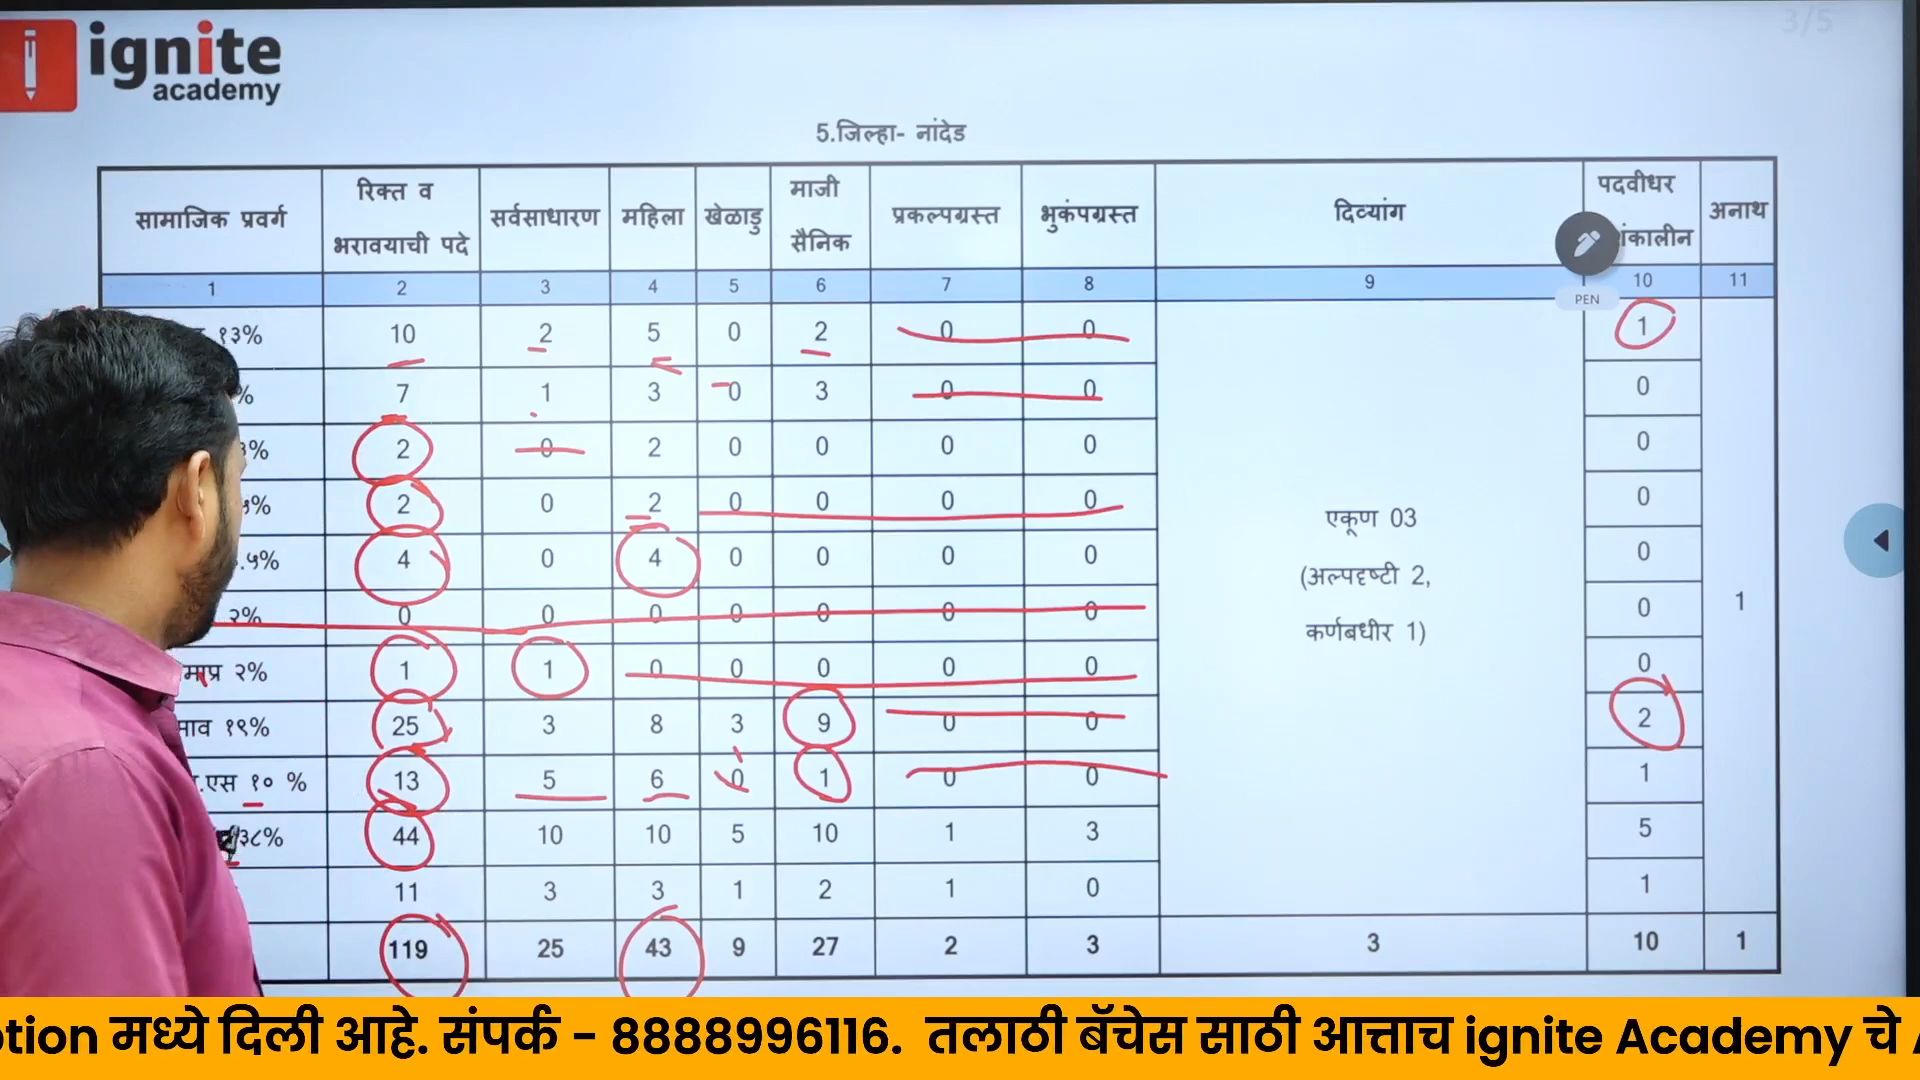 ignite
academy
3/5
5.जिल्हा- नांदेड
सामाजिक प्रवर्ग रिक्त व भरावयाची पदे सर्वसाधारण महिला खेळाडु माजी सैनिक प्रकल्पग्रस्त भुकंपग्रस्त दिव्यांग पदवीधर अनाथ
1 2 3 4 5 6 7 8 9 10 11
PEN
१३% 10 2 5 0 2 0 0 1
% 7 1 3 0 3 0 0 0
% 2 0 2 0 0 0 0 0
% 2 0 2 0 0 0 0 0
.५% 4 0 4 0 0 0 0 0
२% 0 0 0 0 0 0 0 0
माप्र २% 1 1 0 0 0 0 0 0
माव १९% 25 3 8 3 9 0 0 2
.एस १० % 13 5 6 0 1 0 0 1
३८% 44 10 10 5 10 1 3 5
11 3 3 1 2 1 0 1
एकूण 03
(अल्पदृष्टी 2,
कर्णबधीर 1)
1
119 25 43 9 27 2 3 3 10 1
ption मध्ये दिली आहे. संपर्क - 8888996116. तलाठी बॅचेस साठी आत्ताच ignite Academy चे